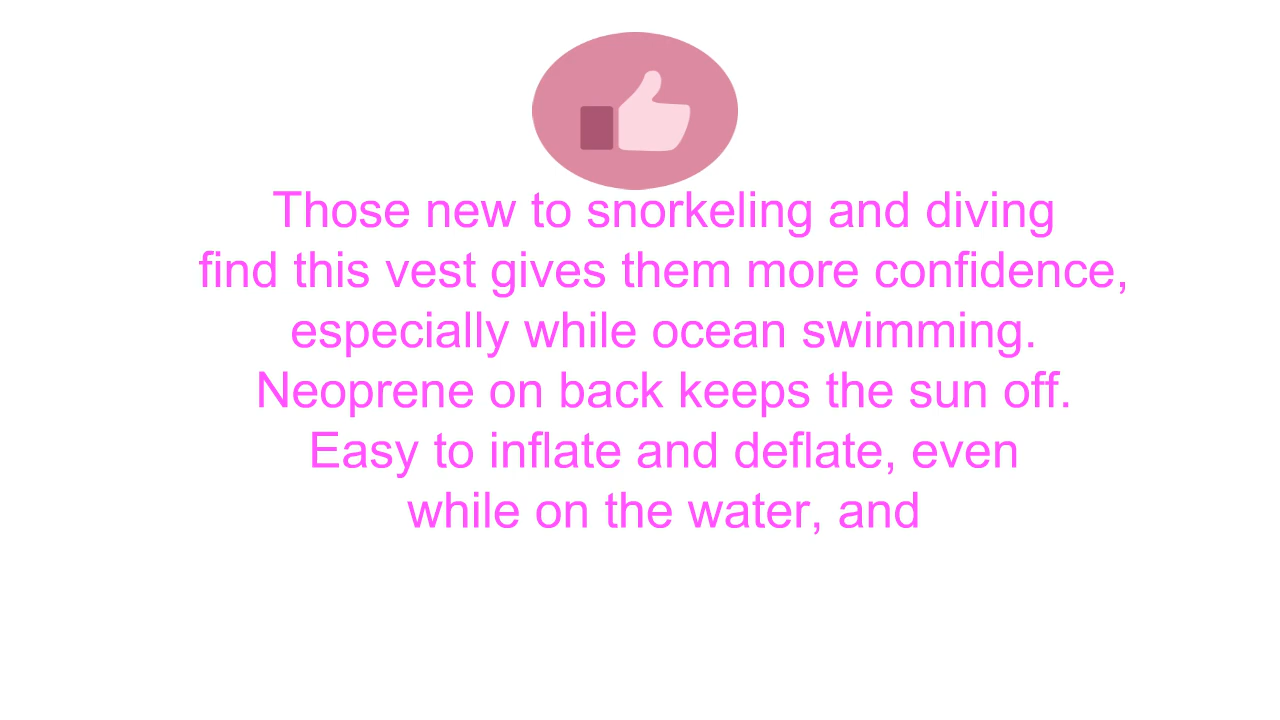 Those new to snorkeling and diving
find this vest gives them more confidence,
especially while ocean swimming.
Neoprene on back keeps the sun off.
Easy to inflate and deflate, even
while on the water, and